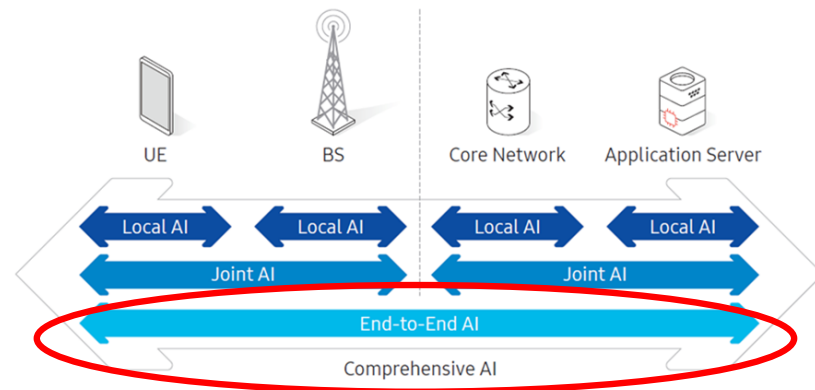 UE
BS
Core Network
Application Server
Local AI
Local AI
Local AI
Local AI
Joint AI
Joint AI
End-to-End AI
Comprehensive AI